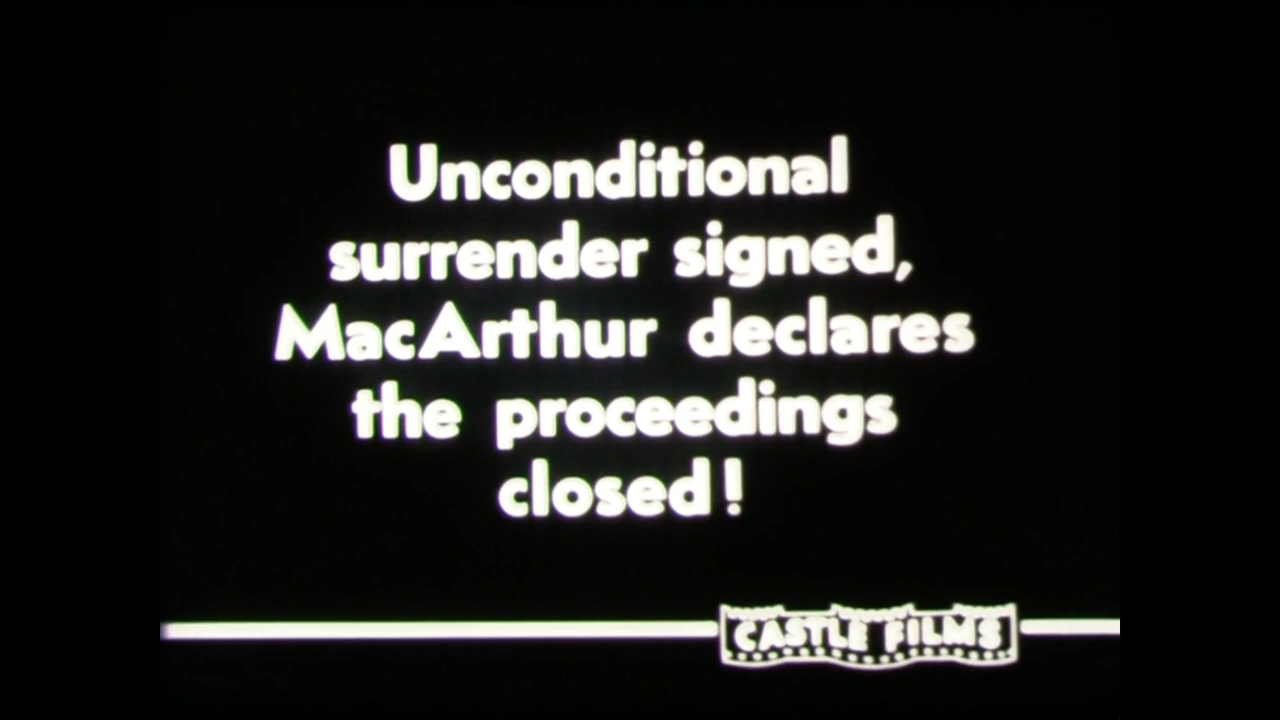 Unconditional
surrender signed,
MacArthur declares
the proceedings
closed!
CASTLE FILMS